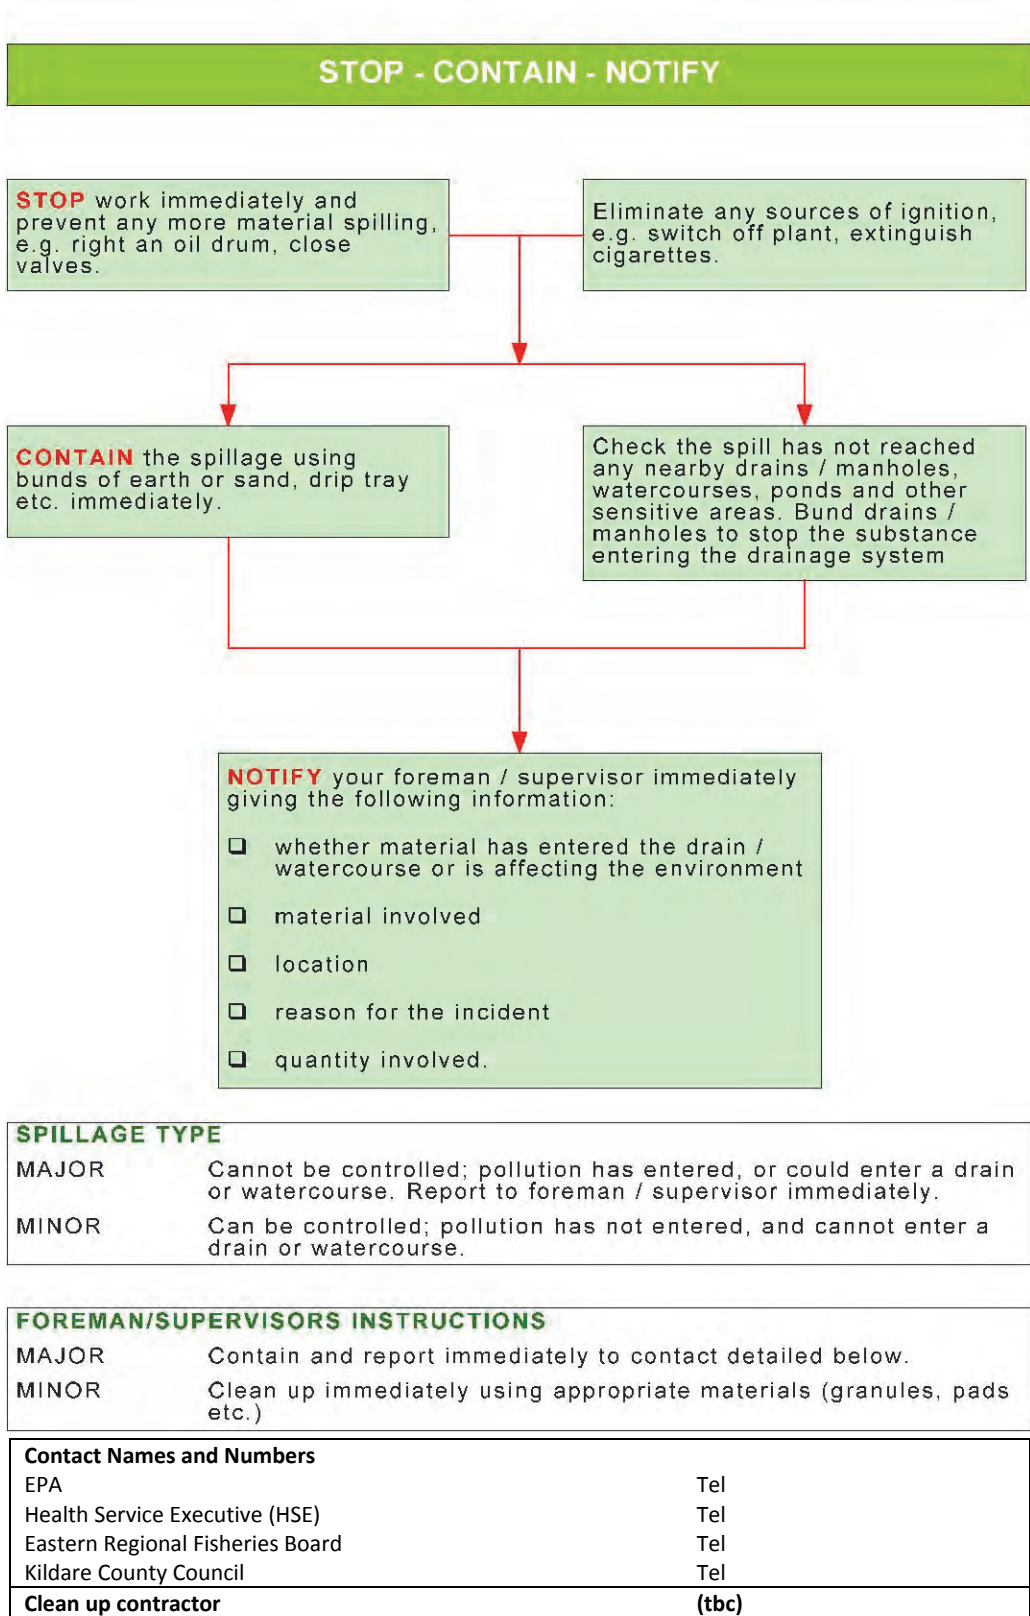 STOP - CONTAIN - NOTIFY
STOP work immediately and
prevent any more material spilling,
e.g. right an oil drum, close
valves.
Eliminate any sources of ignition,
e.g. switch off plant, extinguish
cigarettes.
CONTAIN the spillage using
bunds of earth or sand, drip tray
etc. immediately.
Check the spill has not reached
any nearby drains / manholes,
watercourses, ponds and other
sensitive areas. Bund drains /
manholes to stop the substance
entering the drainage system
NOTIFY your foreman / supervisor immediately
giving the following information:
❑ whether material has entered the drain /
watercourse or is affecting the environment
❑ material involved
❑ location
❑ reason for the incident
❑ quantity involved.
SPILLAGE TYPE
MAJOR Cannot be controlled; pollution has entered, or could enter a drain
or watercourse. Report to foreman / supervisor immediately.
MINOR Can be controlled; pollution has not entered, and cannot enter a
drain or watercourse.
FOREMAN/SUPERVISORS INSTRUCTIONS
MAJOR Contain and report immediately to contact detailed below.
MINOR Clean up immediately using appropriate materials (granules, pads
etc.)
Contact Names and Numbers
EPA Tel
Health Service Executive (HSE) Tel
Eastern Regional Fisheries Board Tel
Kildare County Council Tel
Clean up contractor (tbc)